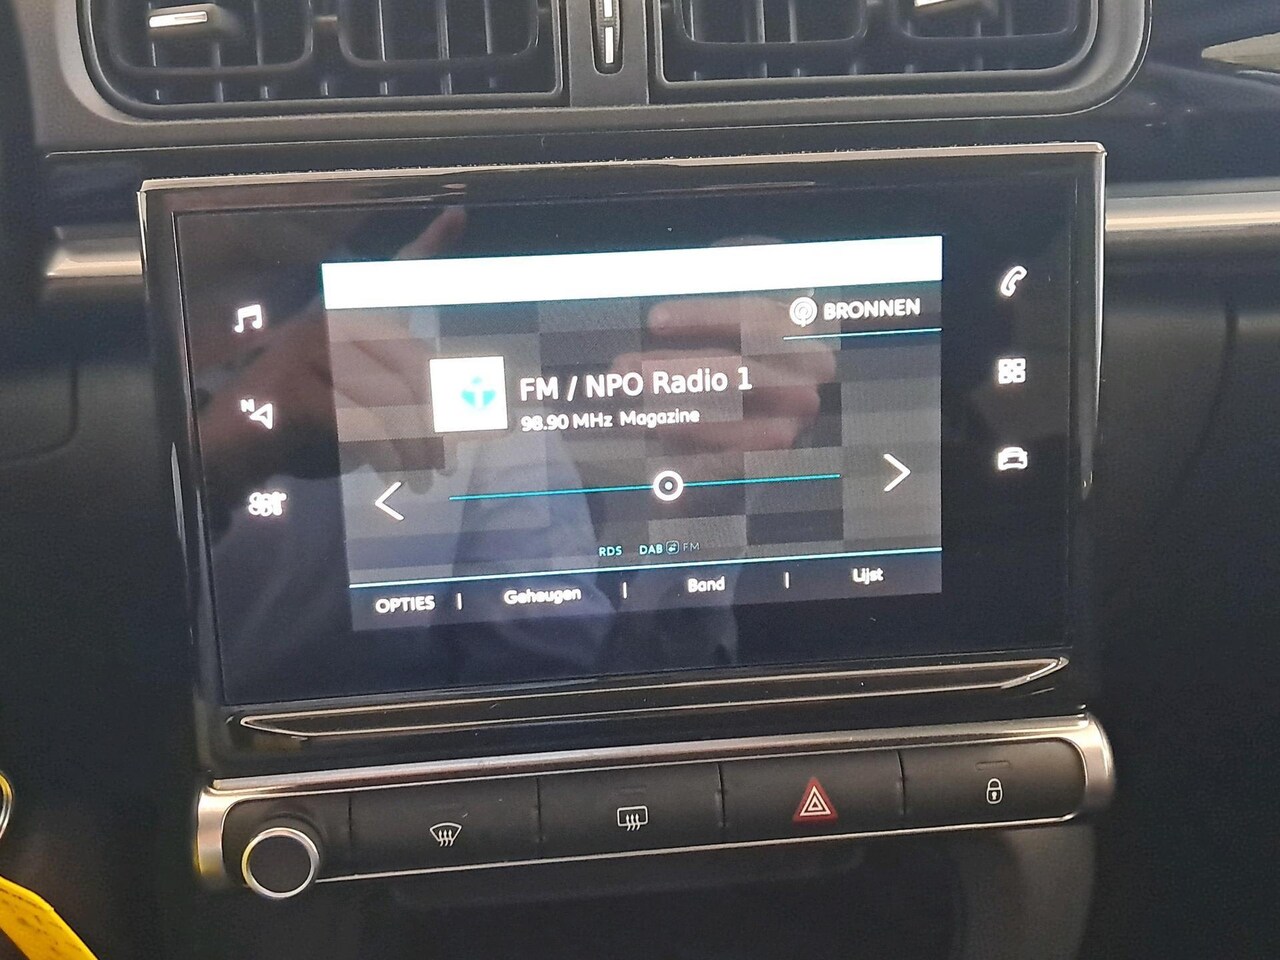 BRONNEN
FM / NPO Radio 1
98.90 MHz Magazine
N
RDS DAB FM
OPTIES | Geheugen | Band | Lijst